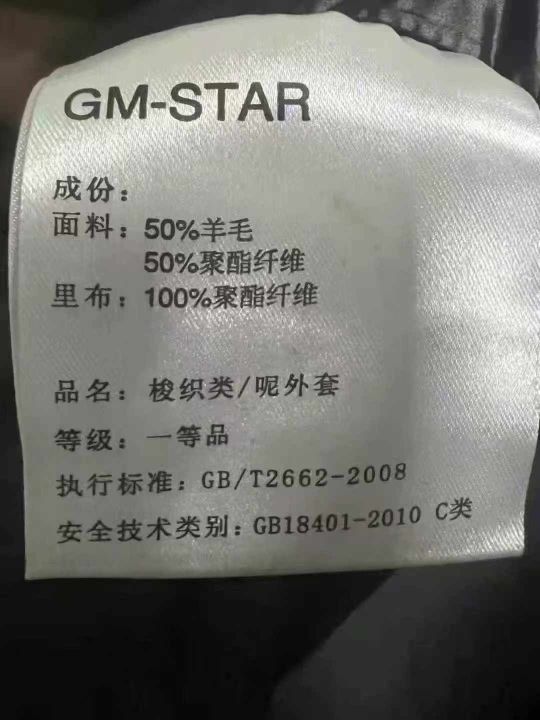 GM-STAR
成份：
面料：50%羊毛
50%聚酯纤维
里布：100%聚酯纤维
品名：梭织类/呢外套
等级：一等品
执行标准：GB/T2662-2008
安全技术类别：GB18401-2010 C类